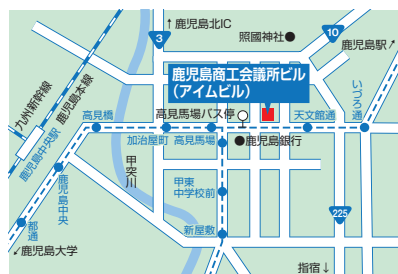 ↑鹿児島北IC
3
照國神社●
10
鹿児島駅↗
鹿児島商工会議所ビル
(アイムビル)
いづろ通
九州新幹線
鹿児島本線
鹿児島中央駅
高見橋
高見馬場バス停
天文館通
加治屋町
高見馬場
●鹿児島銀行
甲突川
甲東
中学校前
鹿児島中央
都通
新屋敷
225
↙鹿児島大学
指宿↓